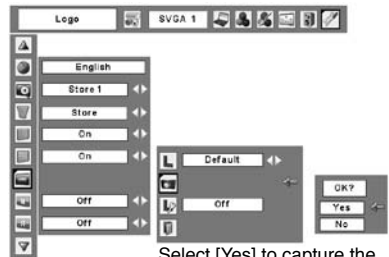 Logo
SVGA 1
English
Store 1
Store
On
On
Off
Off
Default
Off
OK?
Yes
No
Select [Yes] to capture the